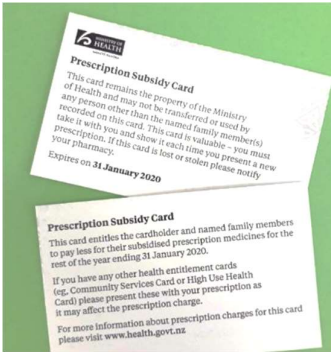 MINISTRY OF
HEALTH
Prescription Subsidy Card
This card remains the property of the Ministry
of Health and may not be transferred or used by
any person other than the named family member(s)
recorded on this card. This card is valuable – you must
take it with you and show it each time you present a new
prescription. If this card is lost or stolen please notify
your pharmacy.
Expires on 31 January 2020
Prescription Subsidy Card
This card entitles the cardholder and named family members
to pay less for their subsidised prescription medicines for the
rest of the year ending 31 January 2020.
If you have any other health entitlement cards
(eg, Community Services Card or High Use Health
Card) please present these with your prescription as
it may affect the prescription charge.
For more information about prescription charges for this card
please visit www.health.govt.nz